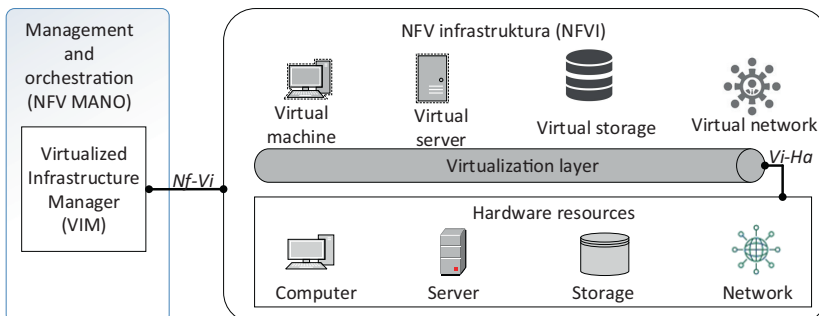 Management
and
orchestration
(NFV MANO)
Virtualized
Infrastructure
Manager
(VIM)
Nf-Vi
NFV infrastruktura (NFVI)
Virtual
machine
Virtual
server
Virtual storage
Virtual network
Virtualization layer
Vi-Ha
Hardware resources
Computer
Server
Storage
Network